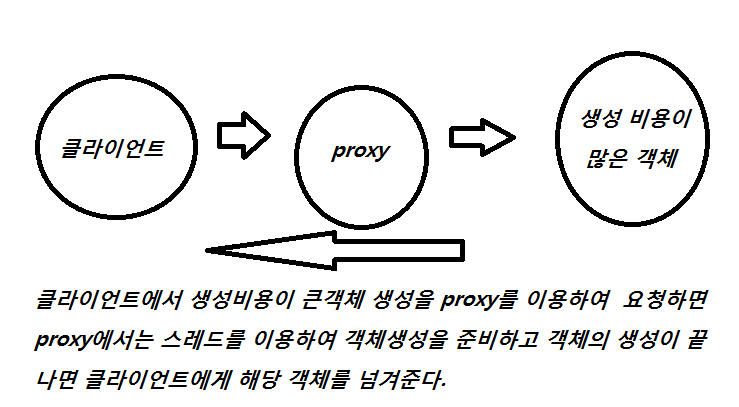 클라이언트
proxy
생성 비용이
많은 객체
클라이언트에서 생성비용이 큰객체 생성을 proxy를 이용하여 요청하면
proxy에서는 스레드를 이용하여 객체생성을 준비하고 객체의 생성이 끝
나면 클라이언트에게 해당 객체를 넘겨준다.